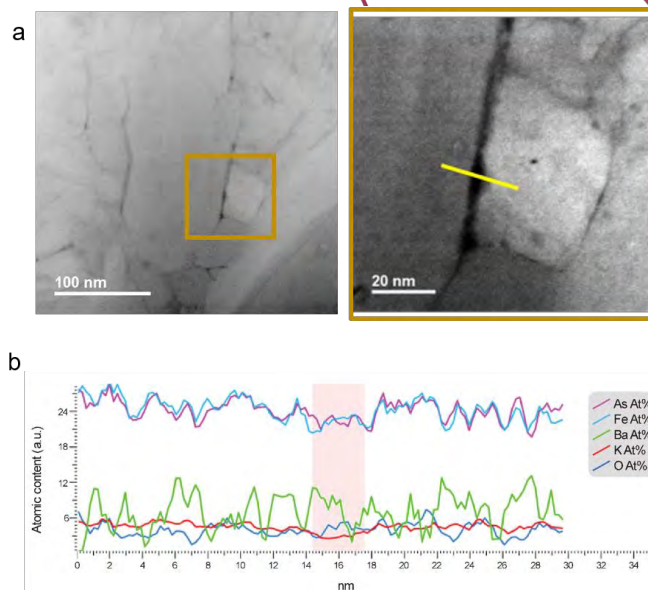 a
100 nm
20 nm
b
Atomic content (a.u.)
24
18
12
6
0 2 4 6 8 10 12 14 16 18 20 22 24 26 28 30 32 34
nm
As At%
Fe At%
Ba At%
K At%
O At%